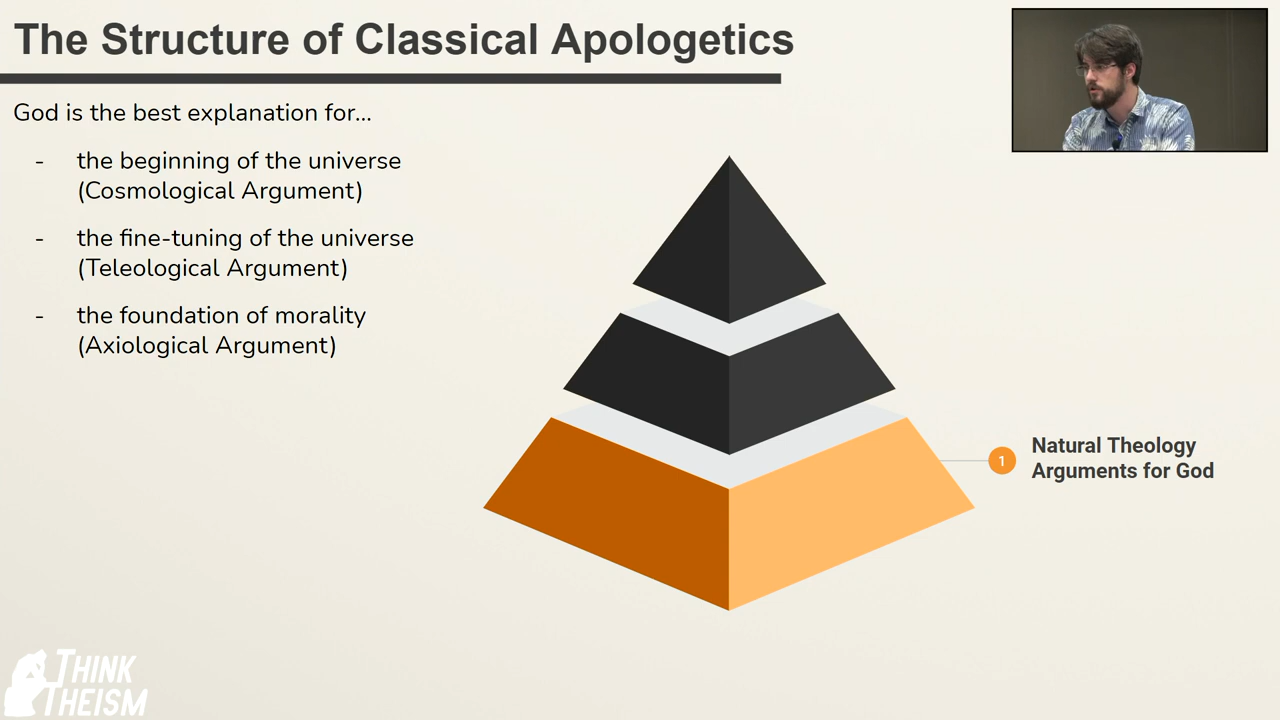 The Structure of Classical Apologetics
God is the best explanation for...
- the beginning of the universe
(Cosmological Argument)
- the fine-tuning of the universe
(Teleological Argument)
- the foundation of morality
(Axiological Argument)
1
Natural Theology
Arguments for God
THINK
THEISM